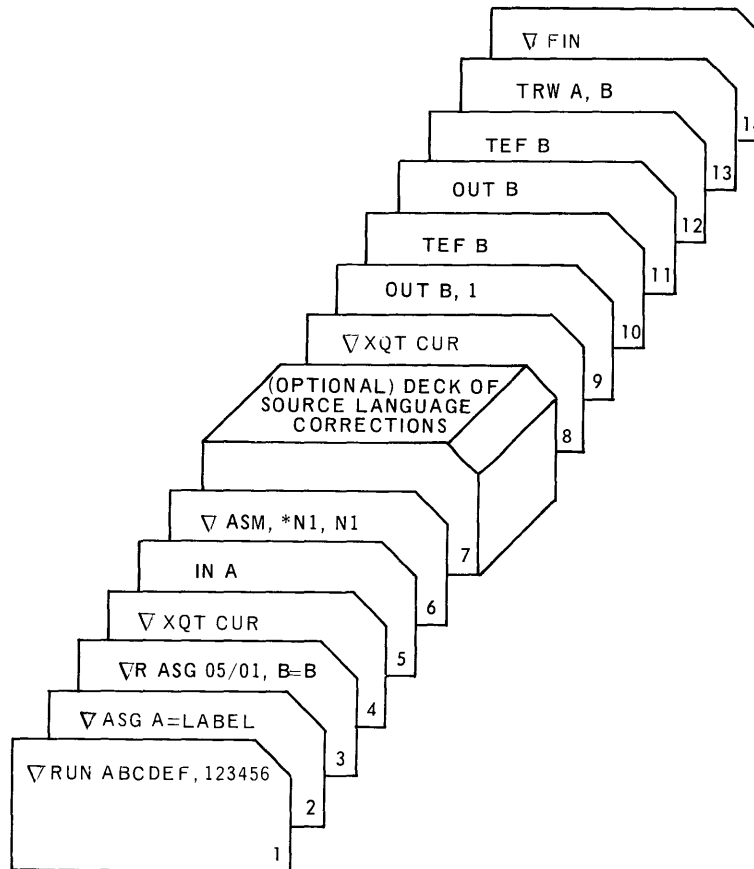 ∇ FIN
14
TRW A, B
13
TEF B
12
OUT B
11
TEF B
10
OUT B, 1
9
∇ XQT CUR
8
(OPTIONAL) DECK OF
SOURCE LANGUAGE
CORRECTIONS
7
∇ ASM, *N1, N1
6
IN A
5
∇ XQT CUR
4
∇R ASG 05/01, B=B
3
∇ ASG A=LABEL
2
∇ RUN ABCDEF, 123456
1